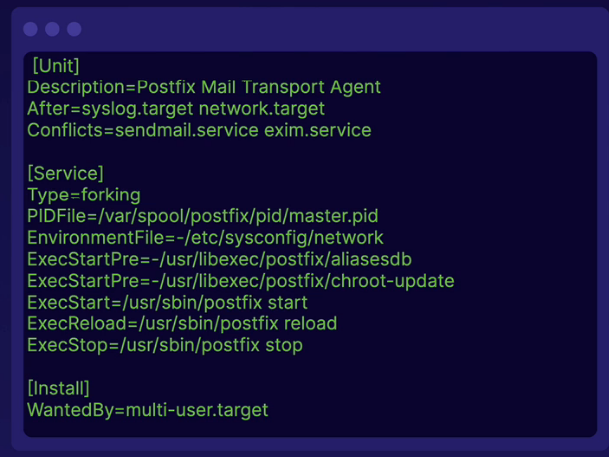 [Unit]
Description=Postfix Mail Transport Agent
After=syslog.target network.target
Conflicts=sendmail.service exim.service
[Service]
Type=forking
PIDFile=/var/spool/postfix/pid/master.pid
EnvironmentFile=-/etc/sysconfig/network
ExecStartPre=-/usr/libexec/postfix/aliasesdb
ExecStartPre=-/usr/libexec/postfix/chroot-update
ExecStart=/usr/sbin/postfix start
ExecReload=/usr/sbin/postfix reload
ExecStop=/usr/sbin/postfix stop
[Install]
WantedBy=multi-user.target